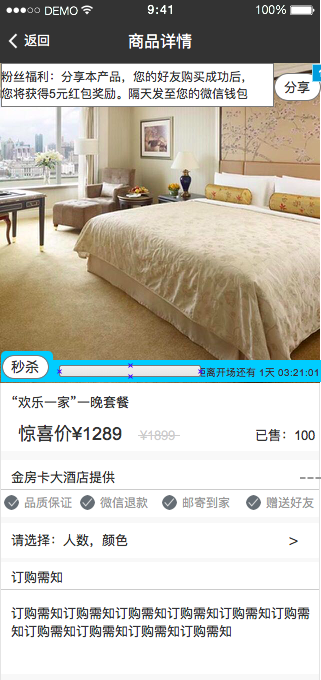 DEMO 9:41 100%
返回 商品详情
粉丝福利：分享本产品，您的好友购买成功后，
您将获得5元红包奖励。隔天发至您的微信钱包
分享
秒杀
距离开场还有 1天 03:21:01
“欢乐一家”一晚套餐
惊喜价¥1289 ¥1899 已售：100
金房卡大酒店提供
品质保证 微信退款 邮寄到家 赠送好友
请选择：人数，颜色 >
订购需知
订购需知订购需知订购需知订购需知订购需知订购需
知订购需知订购需知订购需知订购需知